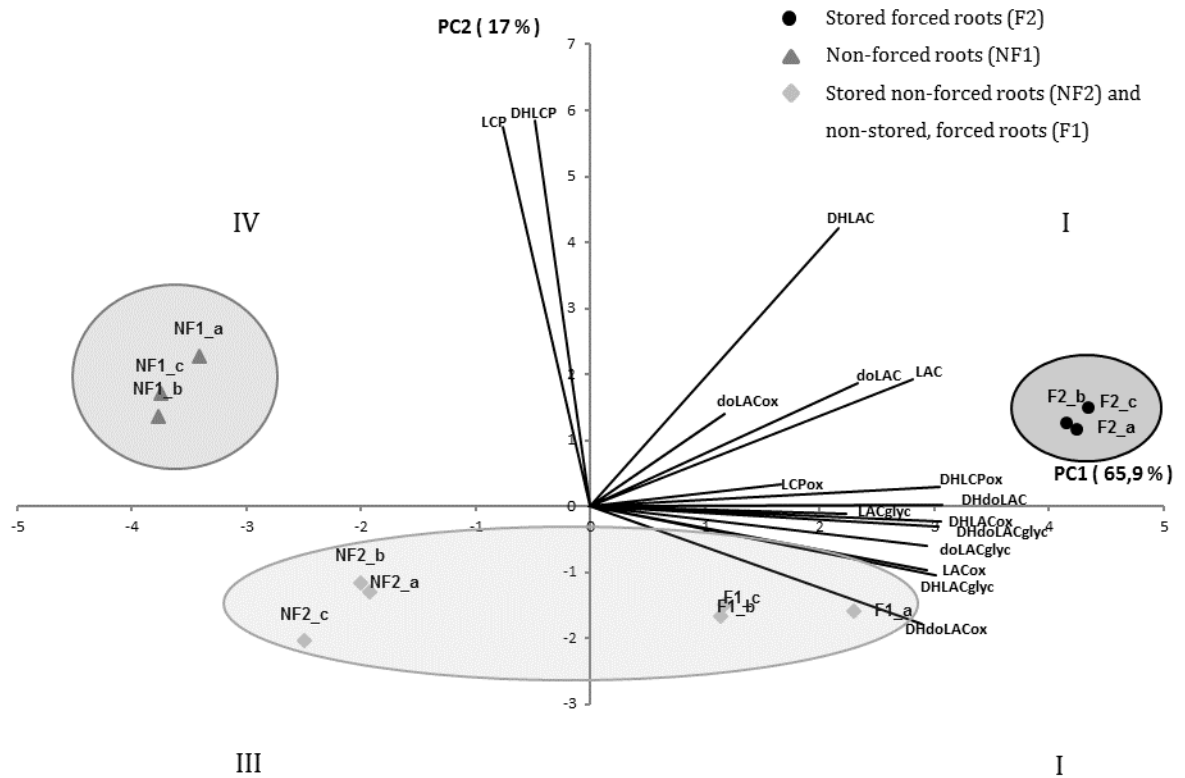 PC2 ( 17 % )
Stored forced roots (F2)
Non-forced roots (NF1)
Stored non-forced roots (NF2) and
non-stored, forced roots (F1)
7
6
5
4
3
2
1
0
-1
-2
-3
-5
-4
-3
-2
-1
0
1
2
3
4
5
LCP
DHLCP
IV
I
DHLAC
NF1_a
NF1_c
NF1_b
doLAC
LAC
doLACox
F2_b
F2_c
F2_a
PC1 ( 65,9 % )
LCPox
DHLCPox
DHdoLAC
LACglyc
DHLACox
DHdoLACglyc
doLACglyc
LACox
DHLACglyc
NF2_b
NF2_a
NF2_c
F1_c
F1_b
F1_a
DHdoLACox
III
I